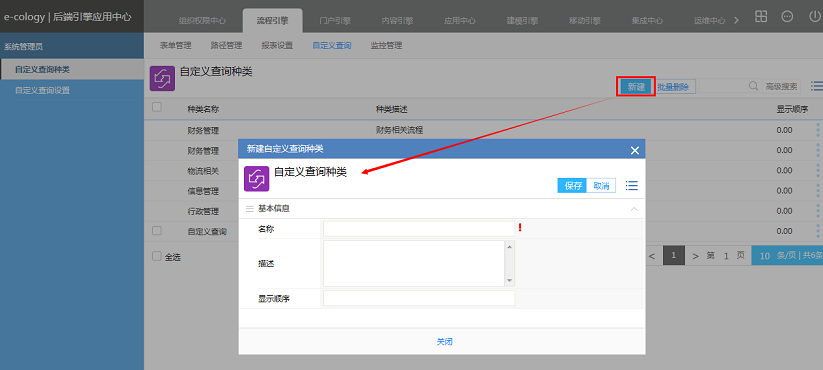 e-cology | 后端引擎应用中心
组织权限中心 流程引擎 门户引擎 内容引擎 应用中心 建模引擎 移动引擎 集成中心 运维中心
系统管理员
表单管理 路径管理 报表设置 自定义查询 监控管理
自定义查询种类
自定义查询设置
自定义查询种类
新建 批量删除 高级搜索
种类名称 种类描述 显示顺序
财务管理 财务相关流程 0.00
财务管理 0.00
物流相关 0.00
信息管理 0.00
行政管理 0.00
自定义查询 0.00
全选
< 1 > 第 1 页 10 条/页 | 共6条
新建自定义查询种类
自定义查询种类
保存 取消
基本信息
名称 !
描述
显示顺序
关闭